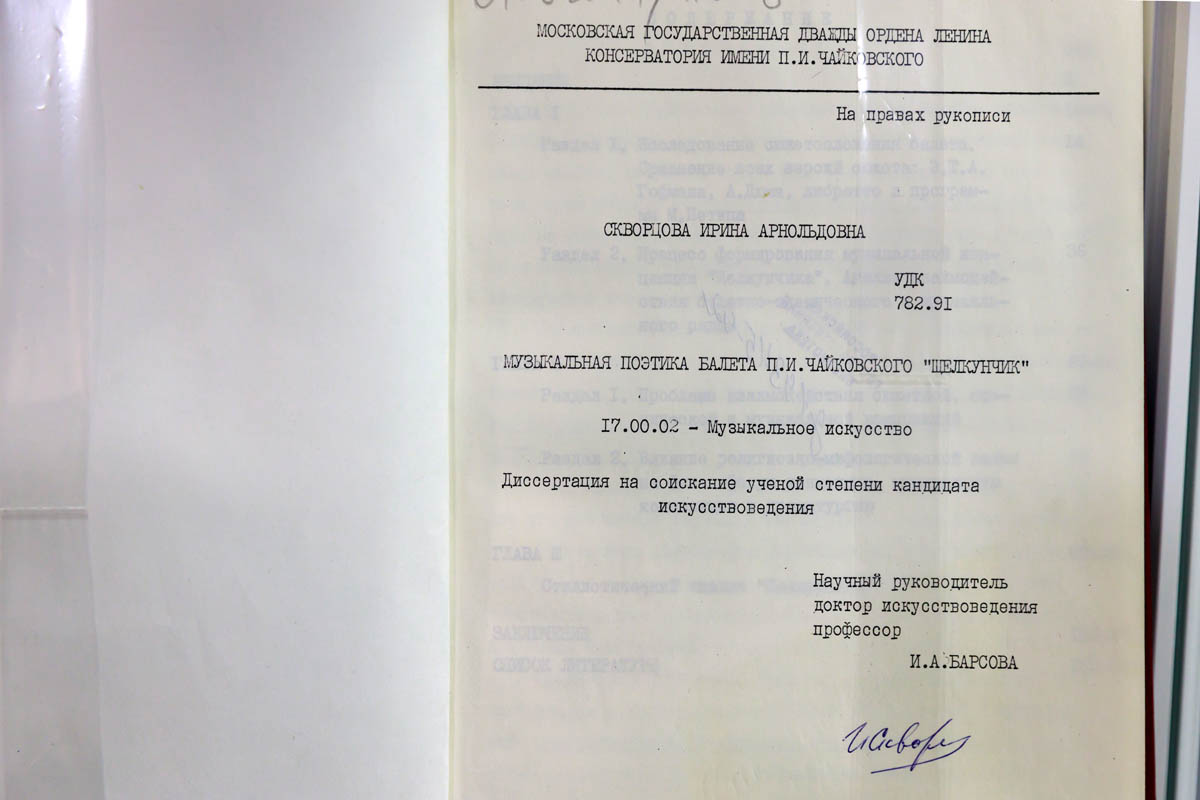 МОСКОВСКАЯ ГОСУДАРСТВЕННАЯ ДВАЖДЫ ОРДЕНА ЛЕНИНА
КОНСЕРВАТОРИЯ ИМЕНИ П.И.ЧАЙКОВСКОГО
На правах рукописи
СКВОРЦОВА ИРИНА АРНОЛЬДОВНА
УДК
782.9I
МУЗЫКАЛЬНАЯ ПОЭТИКА БАЛЕТА П.И.ЧАЙКОВСКОГО "ЩЕЛКУНЧИК"
I7.00.02 - Музыкальное искусство
Диссертация на соискание ученой степени кандидата
искусствоведения
Научный руководитель
доктор искусствоведения
профессор
И.А.БАРСОВА